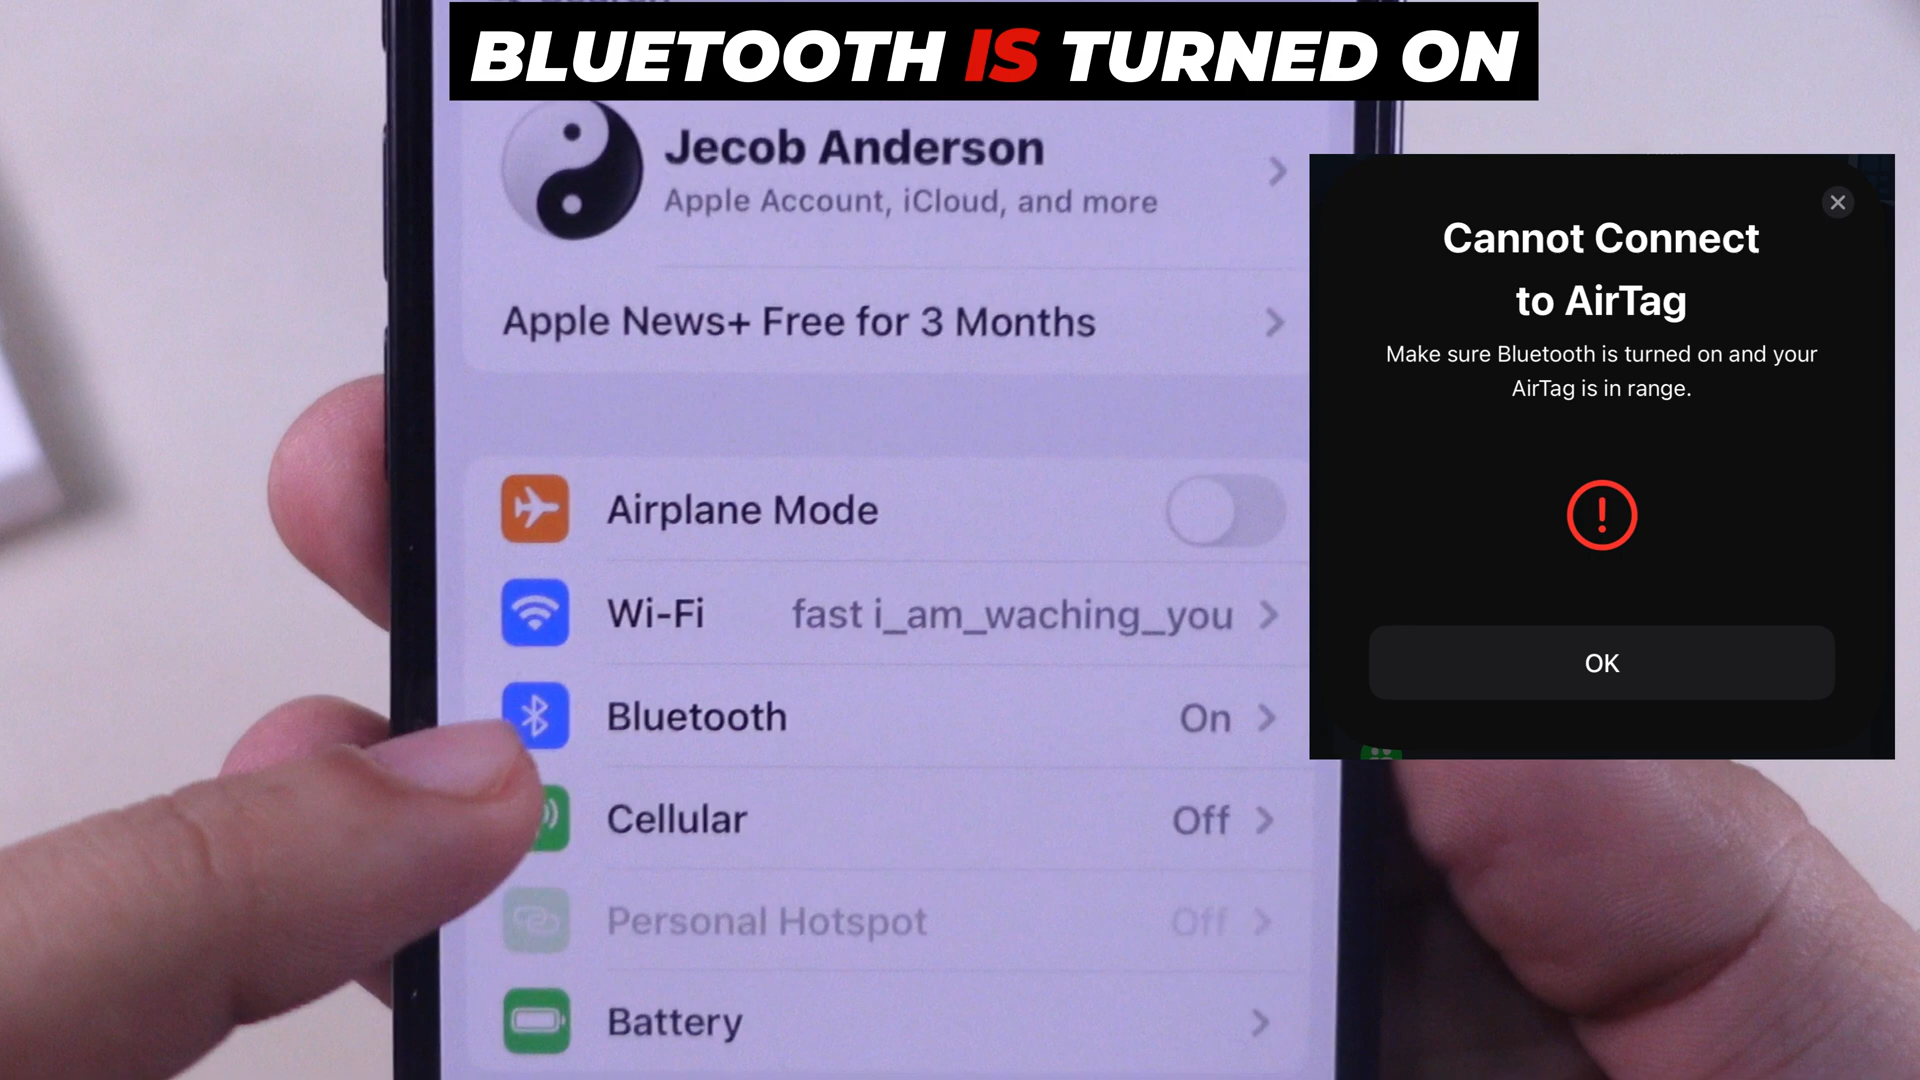 BLUETOOTH IS TURNED ON
Jecob Anderson
Apple Account, iCloud, and more
Apple News+ Free for 3 Months
Airplane Mode
Wi-Fi fast i_am_waching_you
Bluetooth On
Cellular Off
Personal Hotspot Off
Battery
Cannot Connect
to AirTag
Make sure Bluetooth is turned on and your
AirTag is in range.
OK